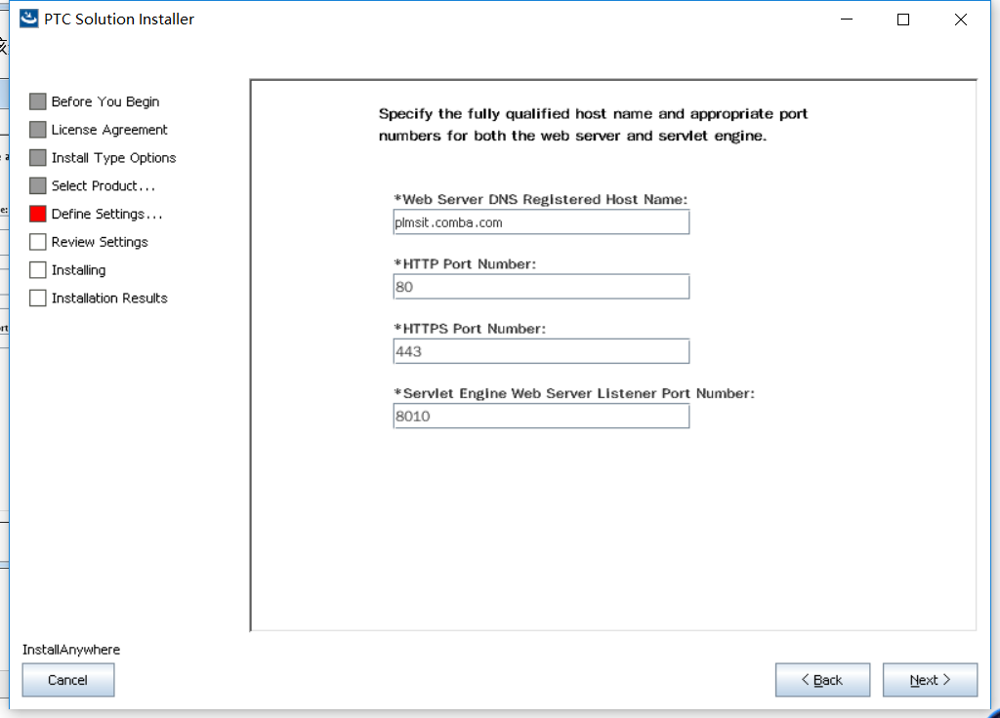 PTC Solution Installer
Before You Begin
License Agreement
Install Type Options
Select Product...
Define Settings...
Review Settings
Installing
Installation Results
Specify the fully qualified host name and appropriate port
numbers for both the web server and servlet engine.
*Web Server DNS Registered Host Name:
plmsit.comba.com
*HTTP Port Number:
80
*HTTPS Port Number:
443
*Servlet Engine Web Server Listener Port Number:
8010
InstallAnywhere
Cancel
< Back
Next >